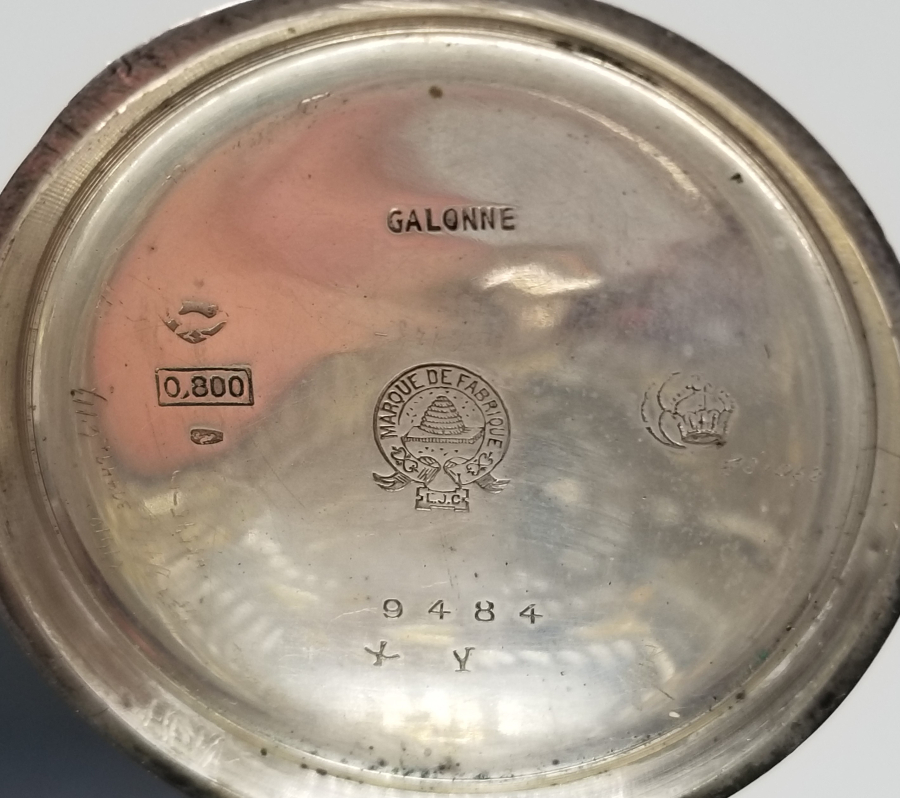 GALONNE
0,800
MARQUE DE FABRIQUE
L.J.C
9484